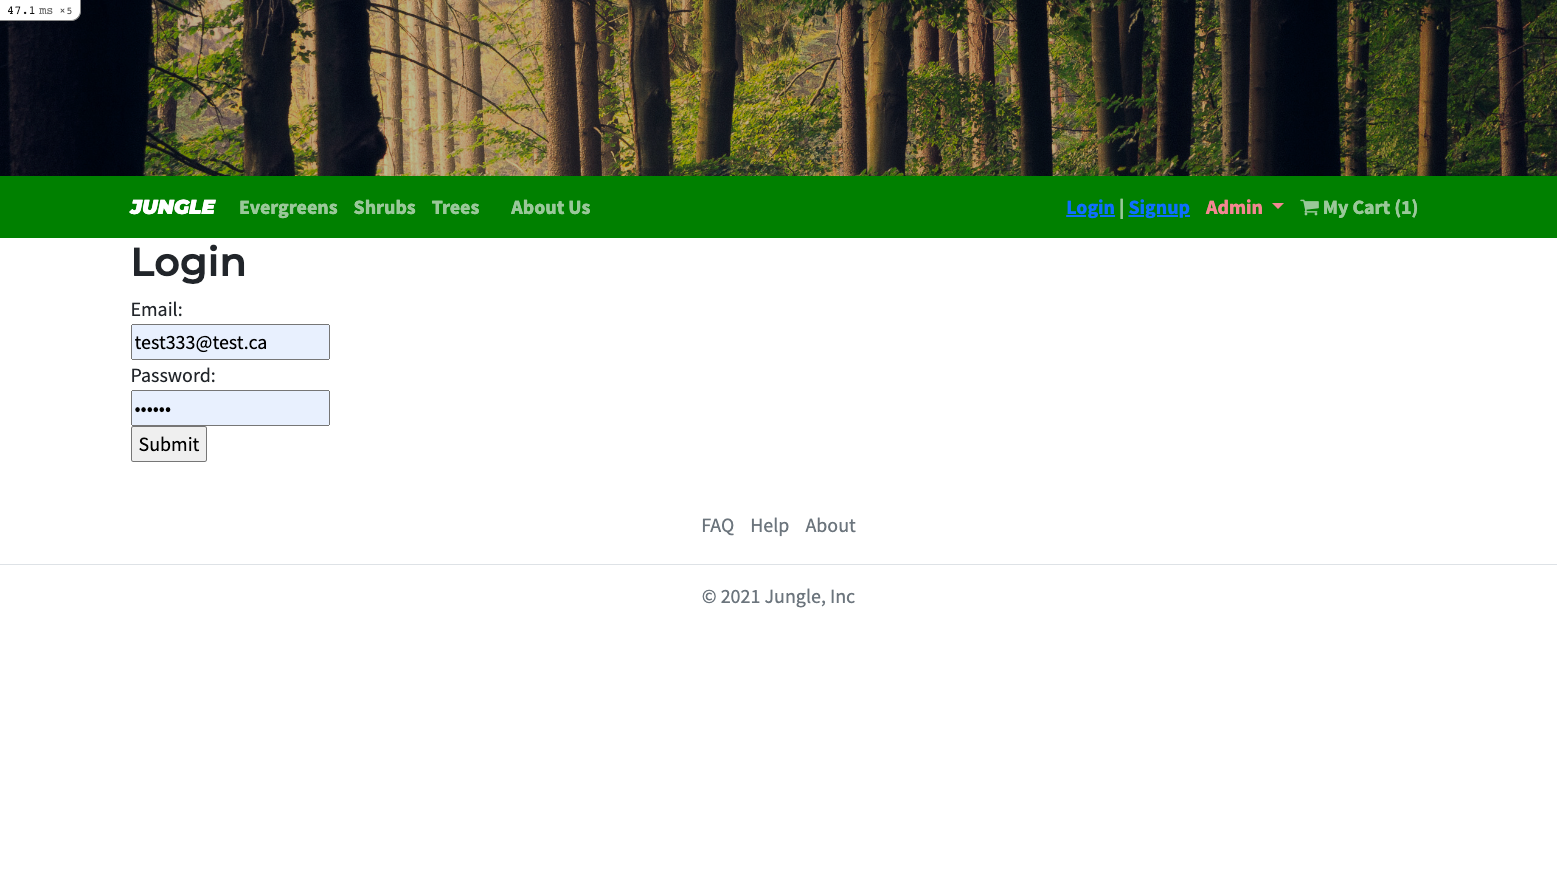 47.1 ms ×5
JUNGLE Evergreens Shrubs Trees About Us Login | Signup Admin My Cart (1)
Login
Email:
test333@test.ca
Password:
••••••
Submit
FAQ Help About
© 2021 Jungle, Inc